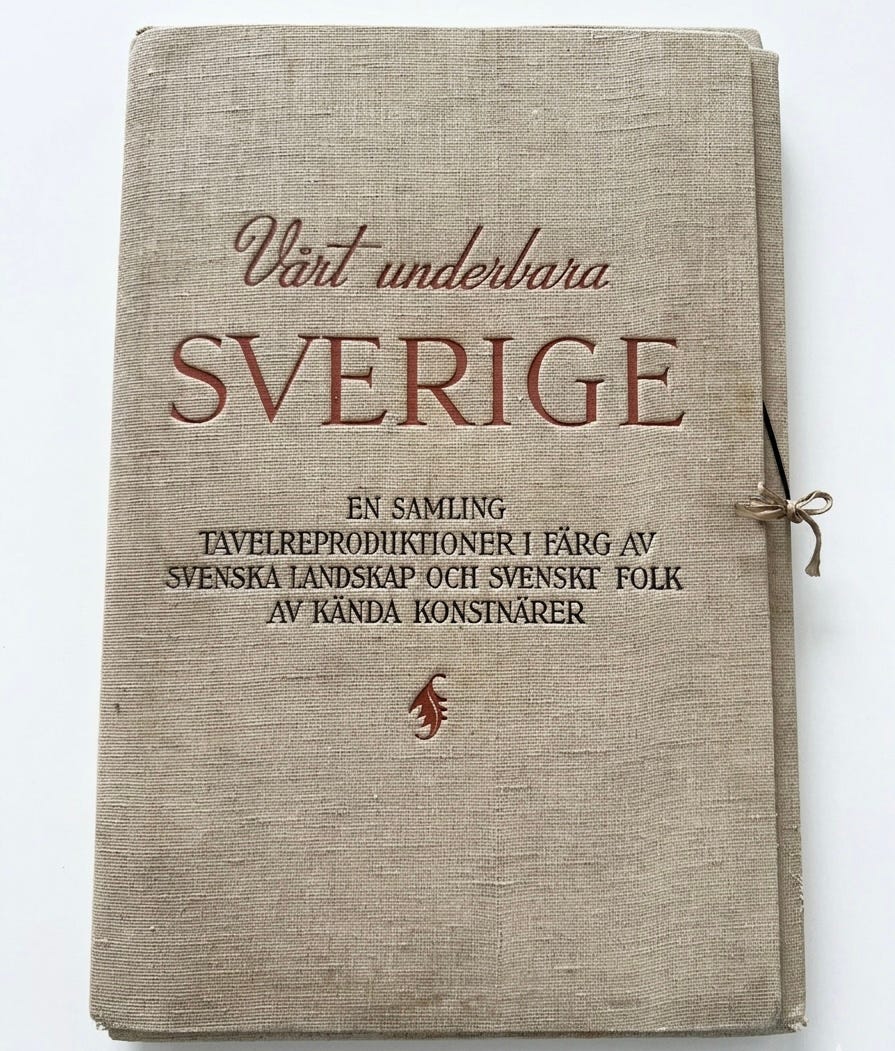 Vårt underbara
SVERIGE
EN SAMLING
TAVELREPRODUKTIONER I FÄRG AV
SVENSKA LANDSKAP OCH SVENSKT FOLK
AV KÄNDA KONSTNÄRER